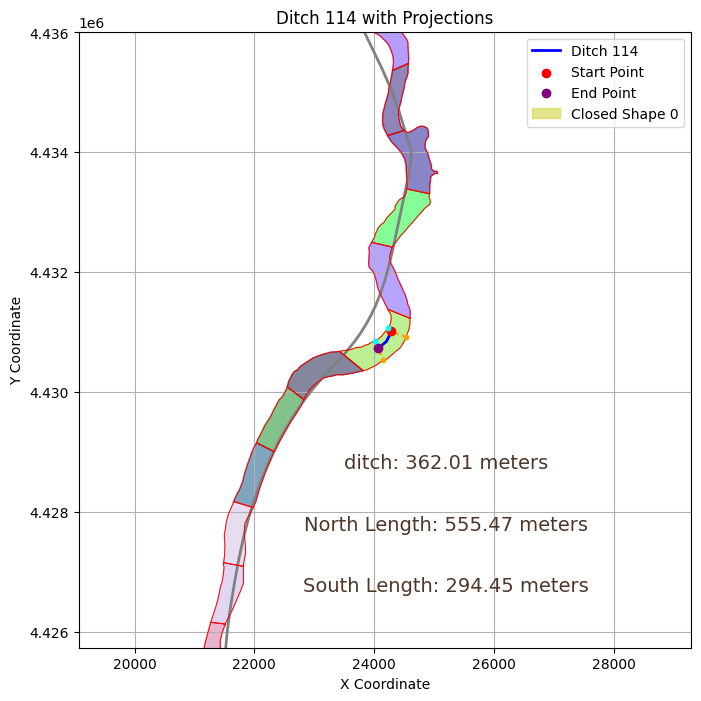 Ditch 114 with Projections
1e6
Ditch 114
Start Point
End Point
Closed Shape 0
4.436
4.434
4.432
4.430
4.428
4.426
Y Coordinate
ditch: 362.01 meters
North Length: 555.47 meters
South Length: 294.45 meters
20000 22000 24000 26000 28000
X Coordinate